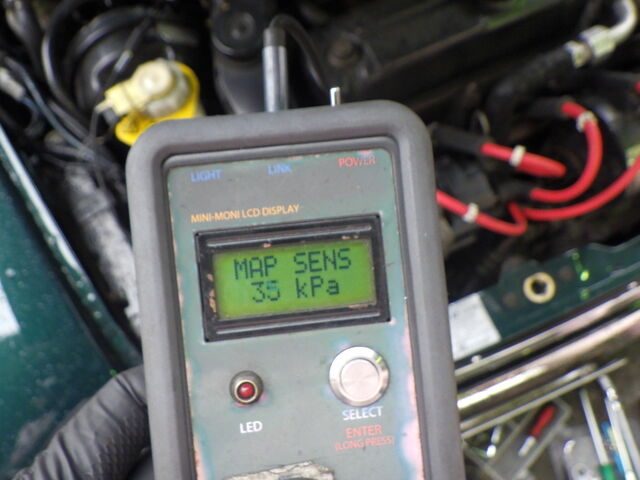 LIGHT LINK POWER
MINI-MONI LCD DISPLAY
MAP SENS
35 kPa
LED
SELECT
ENTER
(LONG PRESS)